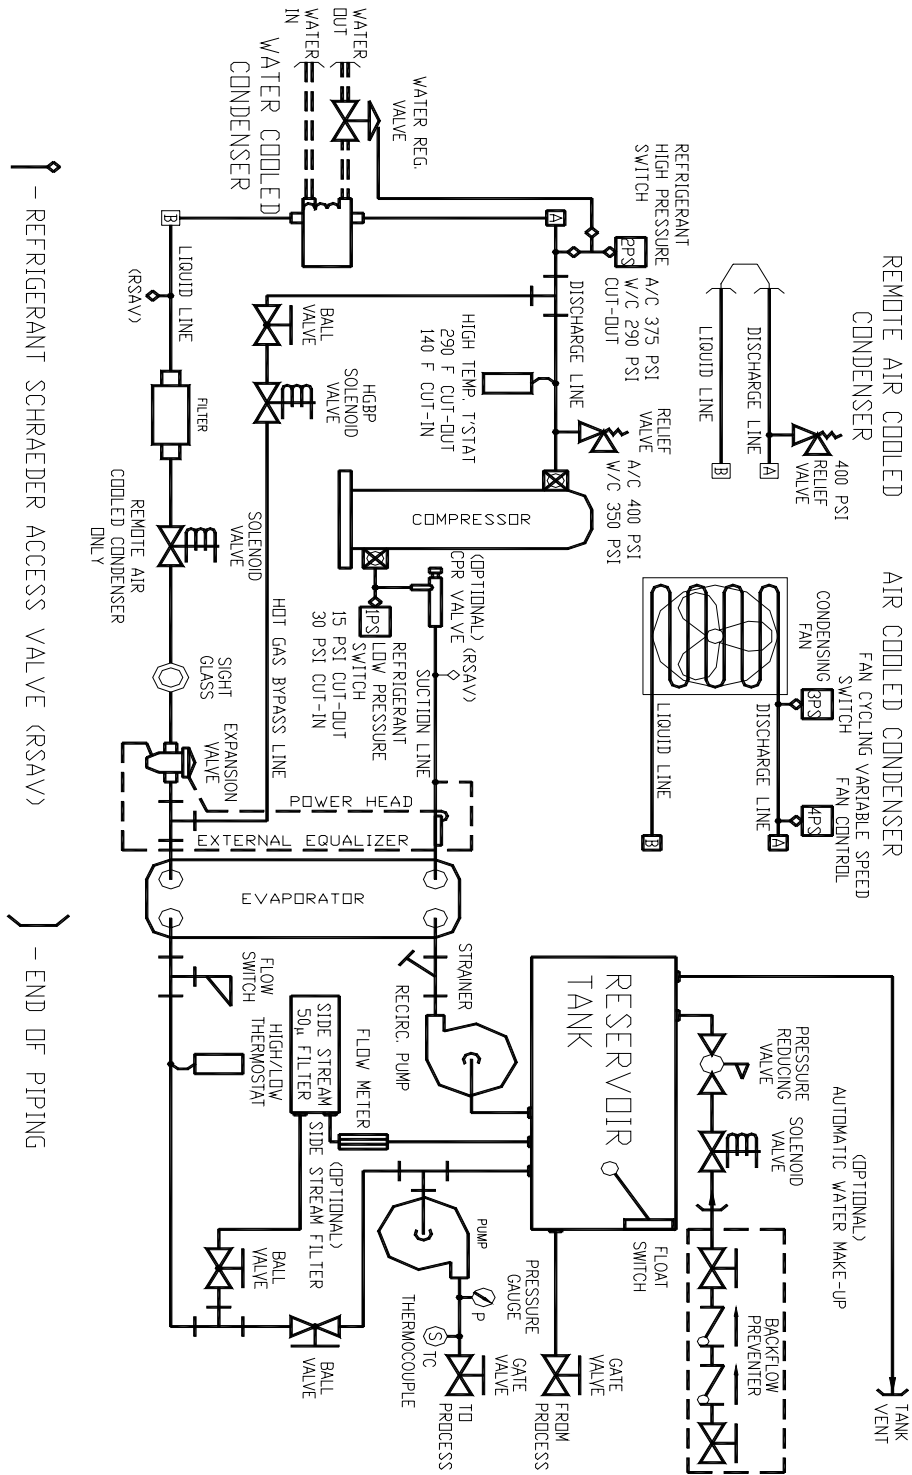 REMOTE AIR COOLED
CONDENSER
DISCHARGE LINE
LIQUID LINE
A
B
400 PSI
RELIEF
VALVE
AIR COOLED CONDENSER
FAN CYCLING
SWITCH
VARIABLE SPEED
FAN CONTROL
CONDENSING
FAN
3PS
4PS
DISCHARGE LINE
LIQUID LINE
A
B
TANK
VENT
(OPTIONAL)
AUTOMATIC WATER MAKE-UP
PRESSURE
REDUCING
VALVE
SOLENOID
VALVE
BACKFLOW
PREVENTER
RESERVOIR
TANK
FLOAT
SWITCH
REFRIGERANT
HIGH PRESSURE
SWITCH
2PS
A/C 375 PSI
W/C 290 PSI
CUT-OUT
RELIEF
VALVE
A/C 400 PSI
W/C 350 PSI
A
DISCHARGE LINE
HIGH TEMP. T'STAT
290 F CUT-OUT
140 F CUT-IN
COMPRESSOR
(OPTIONAL)
CPR VALVE
(RSAV)
1PS
REFRIGERANT
LOW PRESSURE
SWITCH
15 PSI CUT-OUT
30 PSI CUT-IN
SUCTION LINE
WATER REG.
VALVE
WATER
OUT
WATER
IN
WATER COOLED
CONDENSER
B
LIQUID LINE
(RSAV)
BALL
VALVE
HGBP
SOLENOID
VALVE
HOT GAS BYPASS LINE
FILTER
SOLENOID
VALVE
REMOTE AIR
COOLED CONDENSER
ONLY
SIGHT
GLASS
EXPANSION
VALVE
POWER HEAD
EXTERNAL EQUALIZER
EVAPORATOR
STRAINER
RECIRC. PUMP
FLOW
SWITCH
HIGH/LOW
THERMOSTAT
SIDE STREAM
50µ FILTER
FLOW METER
(OPTIONAL)
SIDE STREAM FILTER
BALL
VALVE
BALL
VALVE
PUMP
PRESSURE
GAUGE
P
S
TC
THERMOCOUPLE
GATE
VALVE
TO
PROCESS
GATE
VALVE
FROM
PROCESS
- REFRIGERANT SCHRAEDER ACCESS VALVE (RSAV)
- END OF PIPING